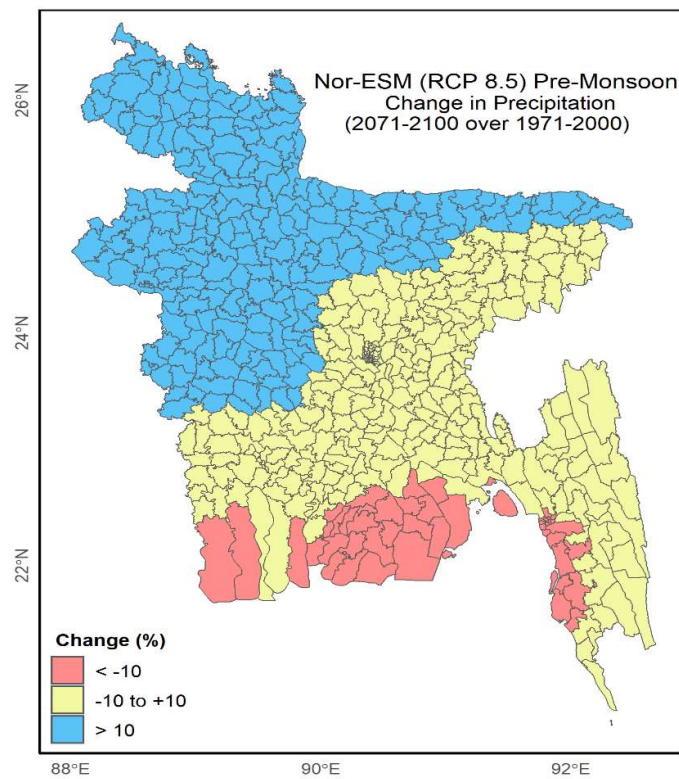 Nor-ESM (RCP 8.5) Pre-Monsoon
Change in Precipitation
(2071-2100 over 1971-2000)
26°N
24°N
22°N
Change (%)
< -10
-10 to +10
> 10
88°E
90°E
92°E